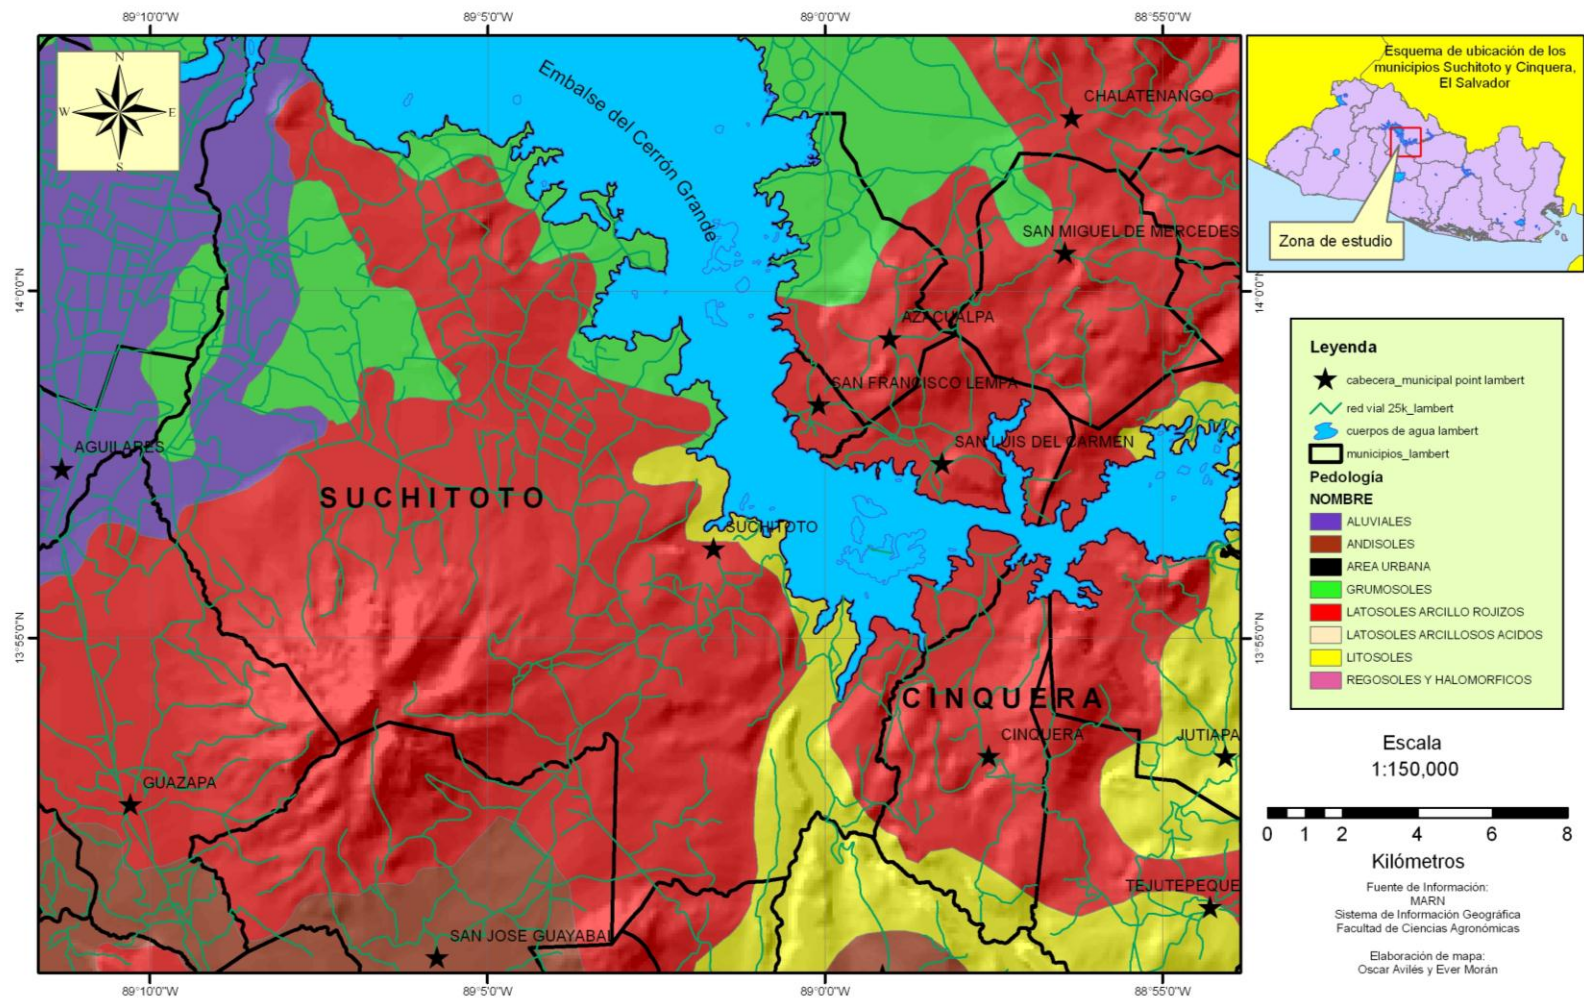 89°10'0"W
89°5'0"W
89°0'0"W
88°55'0"W
N
W
E
S
Embalse del Cerrón Grande
CHALATENANGO
SAN MIGUEL DE MERCEDES
14°0'0"N
14°0'0"N
AZACUALPA
SAN FRANCISCO LEMPA
AGUILARES
SAN LUIS DEL CARMEN
SUCHITOTO
SUCHITOTO
13°55'0"N
13°55'0"N
CINQUERA
CINQUERA
JUTIAPA
GUAZAPA
TEJUTEPEQUE
SAN JOSE GUAYABAL
89°10'0"W
89°5'0"W
89°0'0"W
88°55'0"W
Esquema de ubicación de los
municipios Suchitoto y Cinquera,
El Salvador
Zona de estudio
Leyenda
cabecera_municipal point lambert
red vial 25k_lambert
cuerpos de agua lambert
municipios_lambert
Pedología
NOMBRE
ALUVIALES
ANDISOLES
AREA URBANA
GRUMOSOLES
LATOSOLES ARCILLO ROJIZOS
LATOSOLES ARCILLOSOS ACIDOS
LITOSOLES
REGOSOLES Y HALOMORFICOS
Escala
1:150,000
0 1 2 4 6 8
Kilómetros
Fuente de Información:
MARN
Sistema de Información Geográfica
Facultad de Ciencias Agronómicas
Elaboración de mapa:
Oscar Avilés y Ever Morán